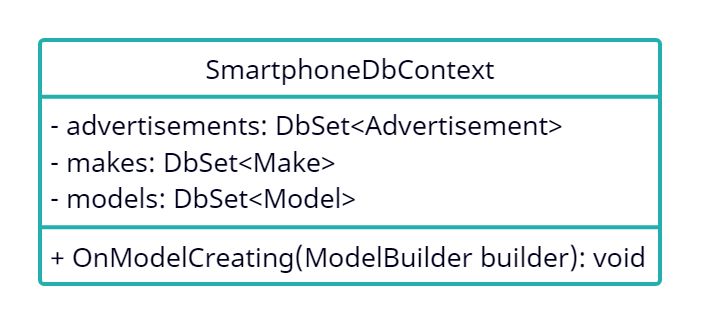 SmartphoneDbContext
- advertisements: DbSet<Advertisement>
- makes: DbSet<Make>
- models: DbSet<Model>
+ OnModelCreating(ModelBuilder builder): void